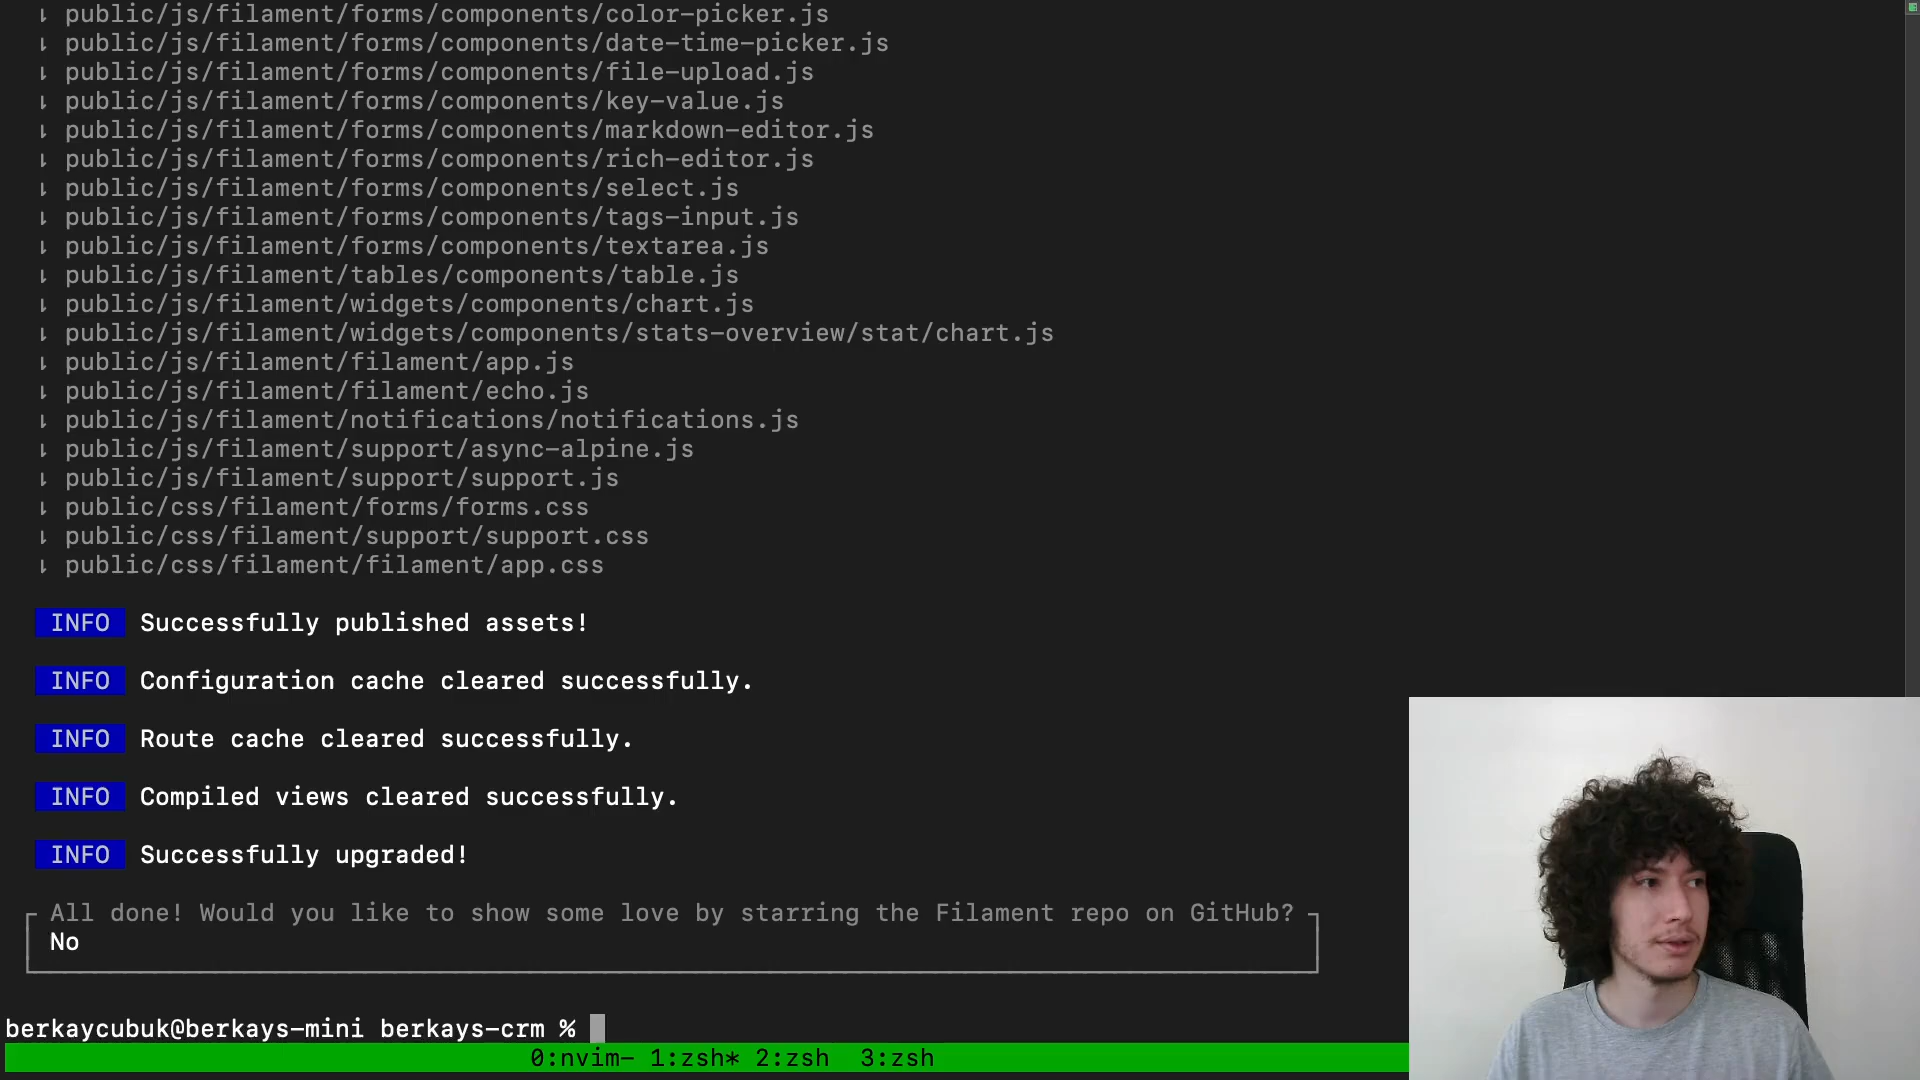 ⇂ public/js/filament/forms/components/color-picker.js
⇂ public/js/filament/forms/components/date-time-picker.js
⇂ public/js/filament/forms/components/file-upload.js
⇂ public/js/filament/forms/components/key-value.js
⇂ public/js/filament/forms/components/markdown-editor.js
⇂ public/js/filament/forms/components/rich-editor.js
⇂ public/js/filament/forms/components/select.js
⇂ public/js/filament/forms/components/tags-input.js
⇂ public/js/filament/forms/components/textarea.js
⇂ public/js/filament/tables/components/table.js
⇂ public/js/filament/widgets/components/chart.js
⇂ public/js/filament/widgets/components/stats-overview/stat/chart.js
⇂ public/js/filament/filament/app.js
⇂ public/js/filament/filament/echo.js
⇂ public/js/filament/notifications/notifications.js
⇂ public/js/filament/support/async-alpine.js
⇂ public/js/filament/support/support.js
⇂ public/css/filament/forms/forms.css
⇂ public/css/filament/support/support.css
⇂ public/css/filament/filament/app.css
INFO Successfully published assets!
INFO Configuration cache cleared successfully.
INFO Route cache cleared successfully.
INFO Compiled views cleared successfully.
INFO Successfully upgraded!
All done! Would you like to show some love by starring the Filament repo on GitHub?
No
berkaycubuk@berkays-mini berkays-crm %
0:nvim- 1:zsh* 2:zsh 3:zsh